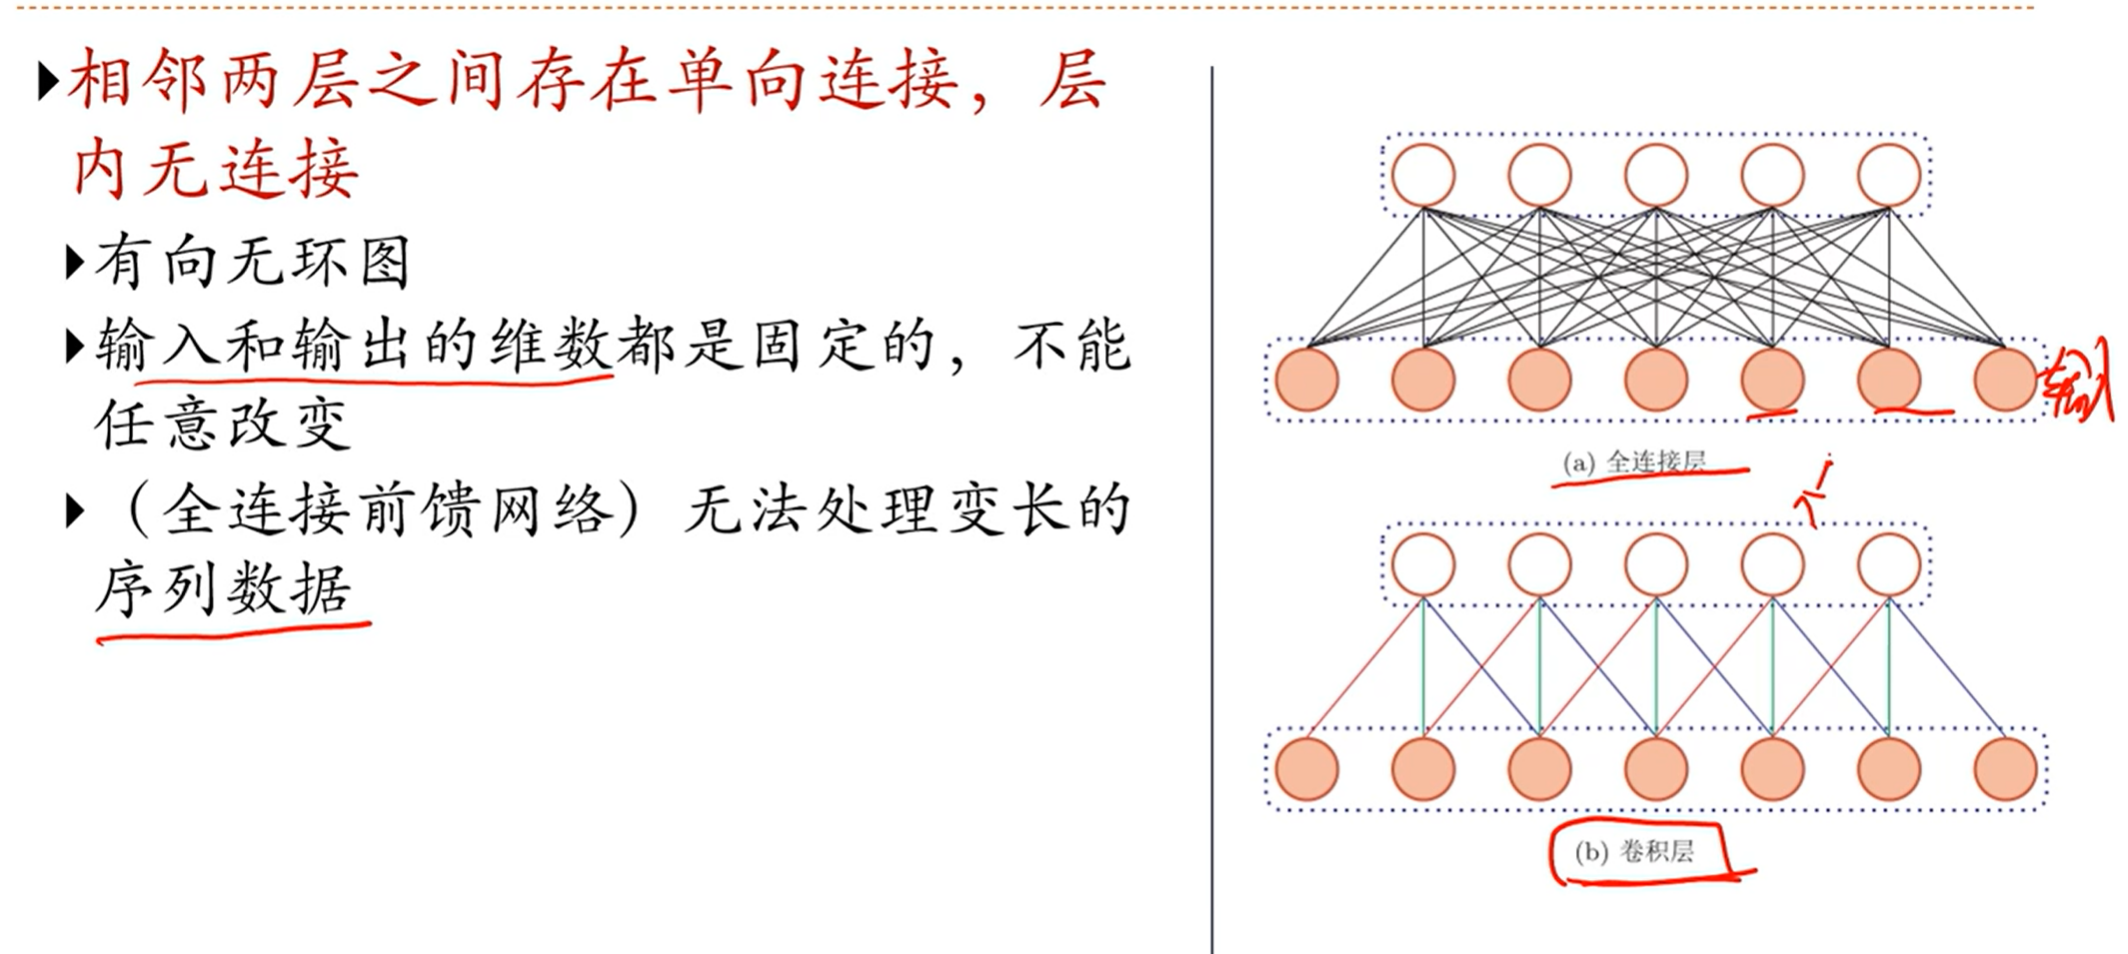 相邻两层之间存在单向连接，层
内无连接
有向无环图
输入和输出的维数都是固定的，不能
任意改变
（全连接前馈网络）无法处理变长的
序列数据
输入
(a) 全连接层
(b) 卷积层